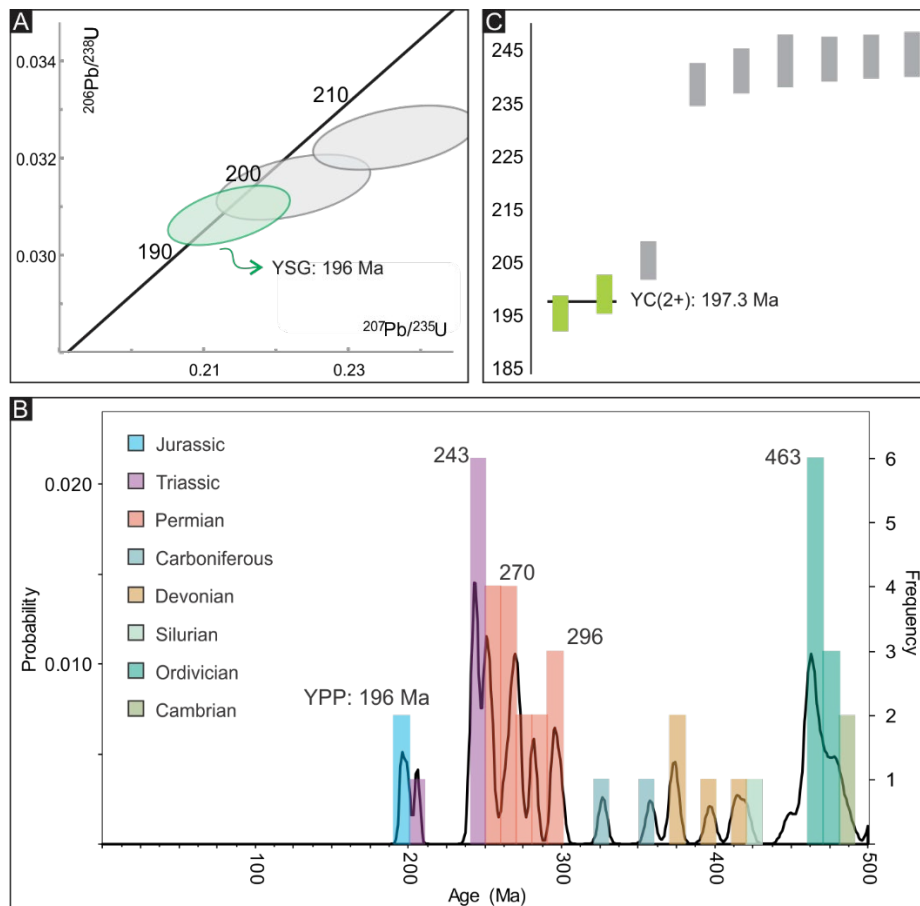 A
206Pb/238U
0.034
0.032
0.030
210
200
190
YSG: 196 Ma
207Pb/235U
0.21
0.23
C
245
235
225
215
205
195
185
YC(2+): 197.3 Ma
B
0.020
0.010
Probability
Jurassic
Triassic
Permian
Carboniferous
Devonian
Silurian
Ordivician
Cambrian
YPP: 196 Ma
243
270
296
463
6
5
4
3
2
1
Frequency
100
200
300
400
500
Age (Ma)